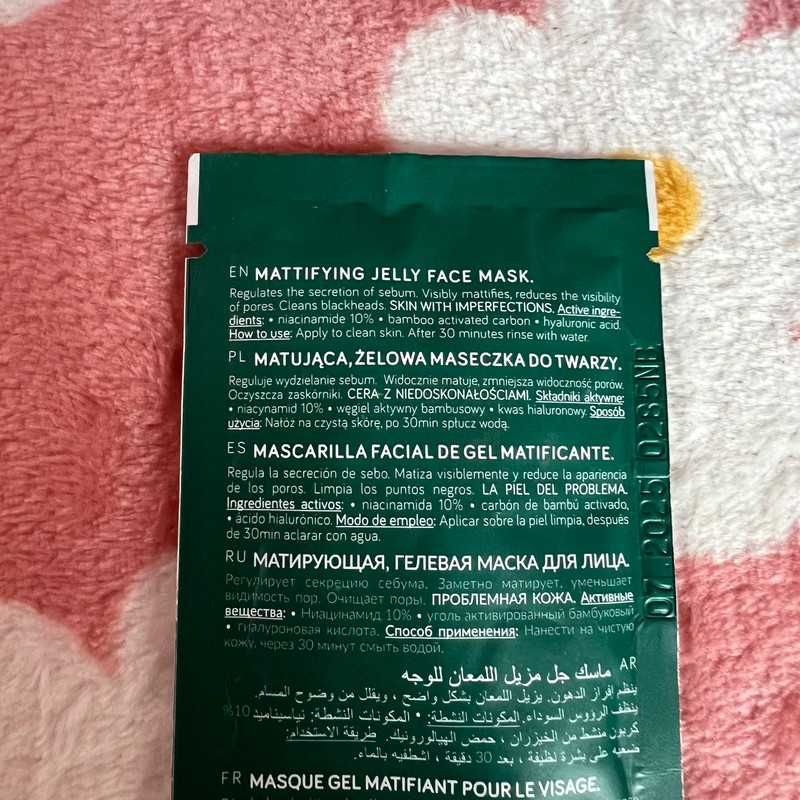 EN MATTIFYING JELLY FACE MASK.
Regulates the secretion of sebum. Visibly mattifies, reduces the visibility
of pores. Cleans blackheads. SKIN WITH IMPERFECTIONS. Active ingre-
dients: • niacinamide 10% • bamboo activated carbon • hyaluronic acid.
How to use: Apply to clean skin. After 30 minutes rinse with water.
PL MATUJĄCA, ŻELOWA MASECZKA DO TWARZY.
Reguluje wydzielanie sebum. Widocznie matuje, zmniejsza widoczność porów.
Oczyszcza zaskórniki. CERA Z NIEDOSKONAŁOŚCIAMI. Składniki aktywne:
• niacynamid 10% • węgiel aktywny bambusowy • kwas hialuronowy. Sposób
użycia: Nałóż na czystą skórę, po 30min spłucz wodą.
ES MASCARILLA FACIAL DE GEL MATIFICANTE.
Regula la secreción de sebo. Matiza visiblemente y reduce la apariencia
de los poros. Limpia los puntos negros. LA PIEL DEL PROBLEMA.
Ingredientes activos: • niacinamida 10% • carbón de bambú activado,
• ácido hialurónico. Modo de empleo: Aplicar sobre la piel limpia, después
de 30min aclarar con agua.
RU МАТИРУЮЩАЯ, ГЕЛЕВАЯ МАСКА ДЛЯ ЛИЦА.
Регулирует секрецию себума. Заметно матирует, уменьшает
видимость пор. Очищает поры. ПРОБЛЕМНАЯ КОЖА. Активные
вещества: • Ниацинамид 10% • уголь активированный бамбуковый
• гиалуроновая кислота. Способ применения: Нанести на чистую
кожу, через 30 минут смыть водой.
AR ماسك جل مزيل اللمعان للوجه
ينظم إفراز الدهون. يزيل اللمعان بشكل واضح ، ويقلل من وضوح المسام.
ينظف الرؤوس السوداء. المكونات النشطة: • المكونات النشطة: نياسيناميد 10%
كربون منشط من الخيزران ، حمض الهيالورونيك. طريقة الاستخدام:
ضعيه على بشرة نظيفة ، بعد 30 دقيقة ، اشطفيه بالماء.
FR MASQUE GEL MATIFIANT POUR LE VISAGE.
07.2025 0285NR